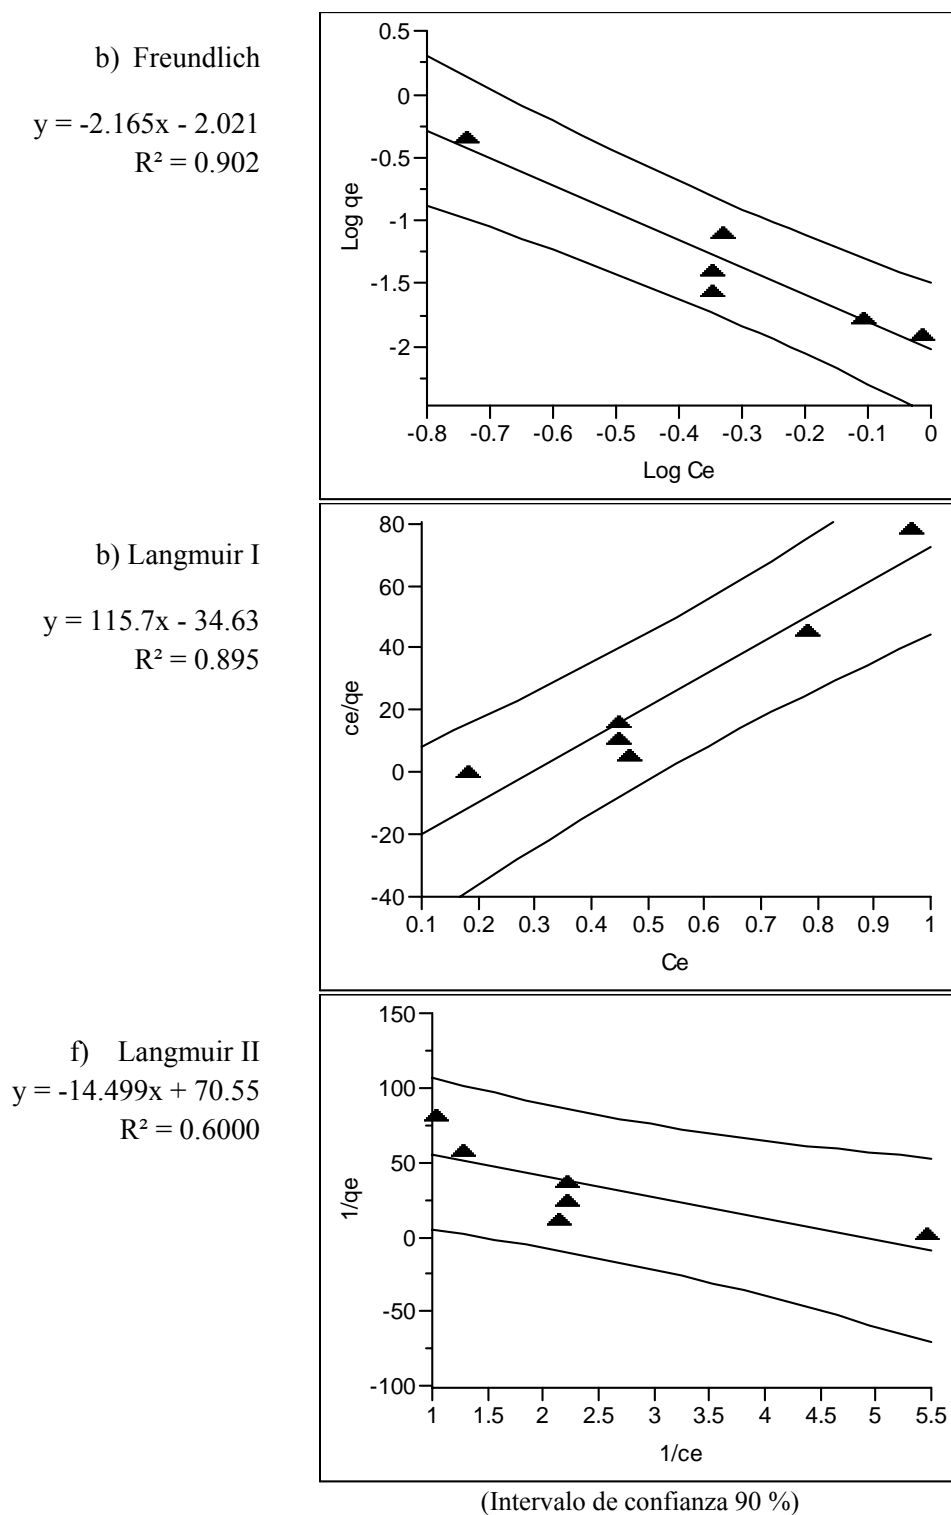 b) Freundlich
y = -2.165x - 2.021
R² = 0.902
0.5
0
-0.5
-1
-1.5
-2
Log qe
-0.8 -0.7 -0.6 -0.5 -0.4 -0.3 -0.2 -0.1 0
Log Ce
b) Langmuir I
y = 115.7x - 34.63
R² = 0.895
80
60
40
20
0
-20
-40
ce/qe
0.1 0.2 0.3 0.4 0.5 0.6 0.7 0.8 0.9 1
Ce
f) Langmuir II
y = -14.499x + 70.55
R² = 0.6000
150
100
50
0
-50
-100
1/qe
1 1.5 2 2.5 3 3.5 4 4.5 5 5.5
1/ce
(Intervalo de confianza 90 %)